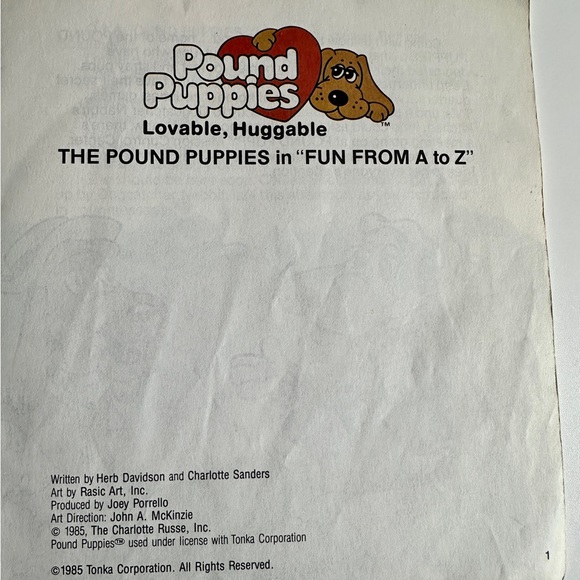 Pound
Puppies
TM
Lovable, Huggable
THE POUND PUPPIES in "FUN FROM A to Z"
Written by Herb Davidson and Charlotte Sanders
Art by Rasic Art, Inc.
Produced by Joey Porrello
Art Direction: John A. McKinzie
© 1985, The Charlotte Russe, Inc.
Pound Puppies™ used under license with Tonka Corporation
©1985 Tonka Corporation. All Rights Reserved.
1